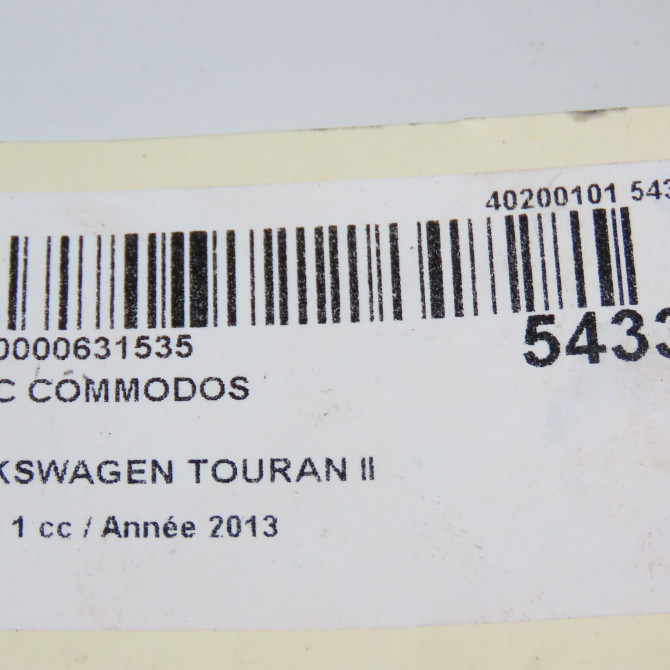 40200101 543
0000631535
5433
C COMMODOS
KSWAGEN TOURAN II
1 cc / Année 2013